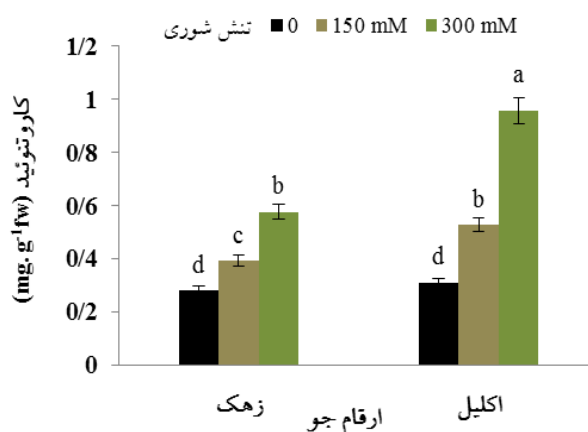 تنش شوری 0 150 mM 300 mM
کاروتنوئید (mg. g-1fw)
1/2
1
0/8
0/6
0/4
0/2
0
d
c
b
d
b
a
زهک
اکلیل
ارقام جو